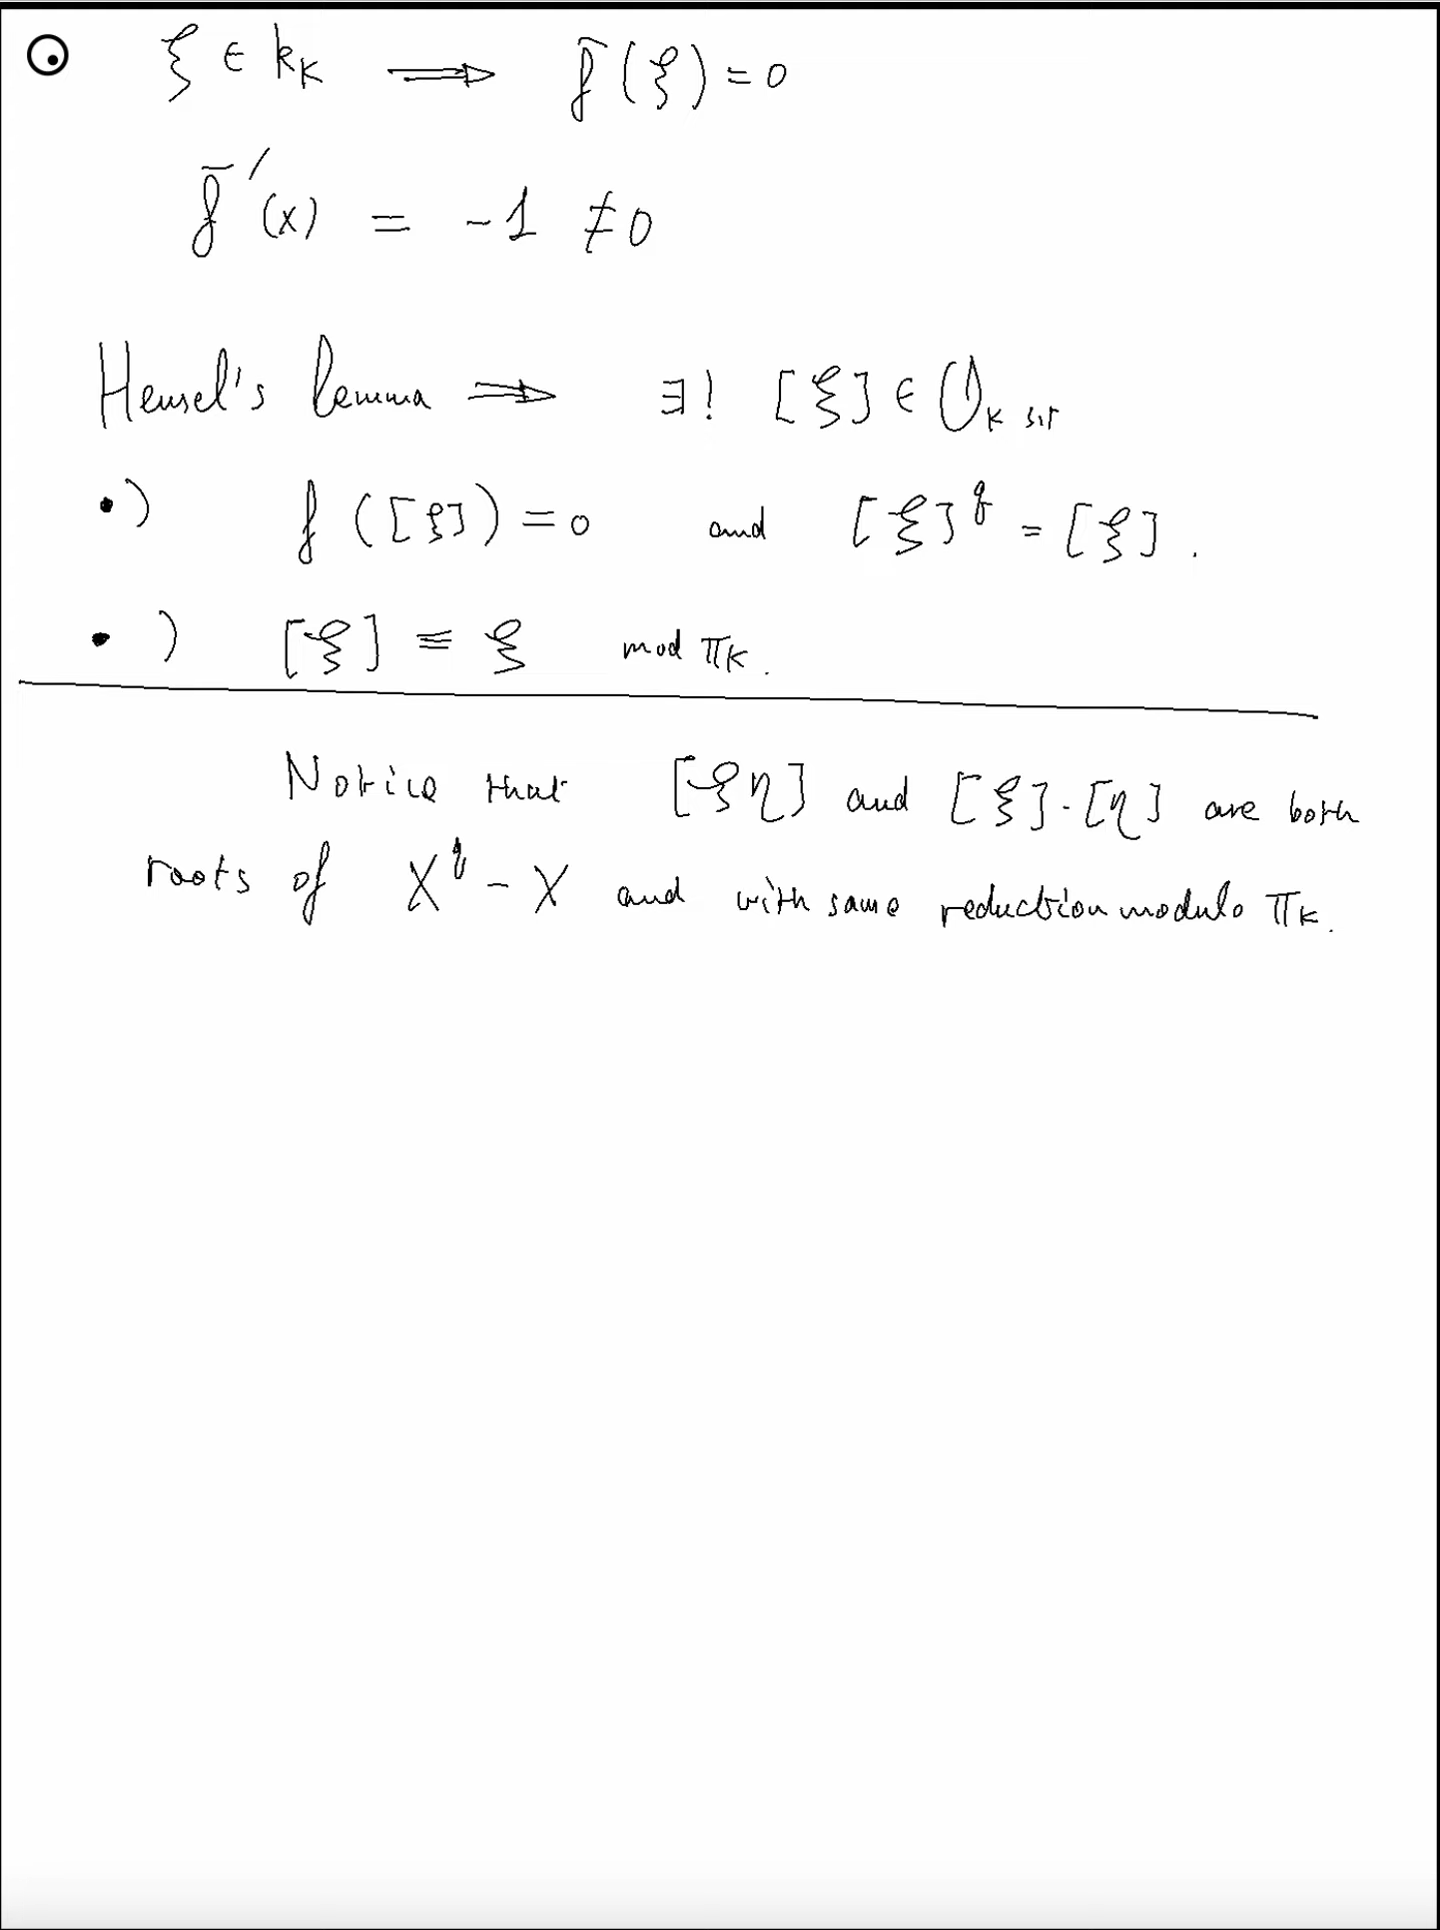 ξ ∈ k_K ⟹ f̄(ξ) = 0
f̄'(x) = -1 ≠ 0
Hensel's lemma ⟹ ∃! [ξ] ∈ O_K s.t
•) f([ξ]) = 0 and [ξ]^q = [ξ].
•) [ξ] ≡ ξ mod π_K.
Notice that [ξη] and [ξ]·[η] are both
roots of X^q - X and with same reduction modulo π_K.